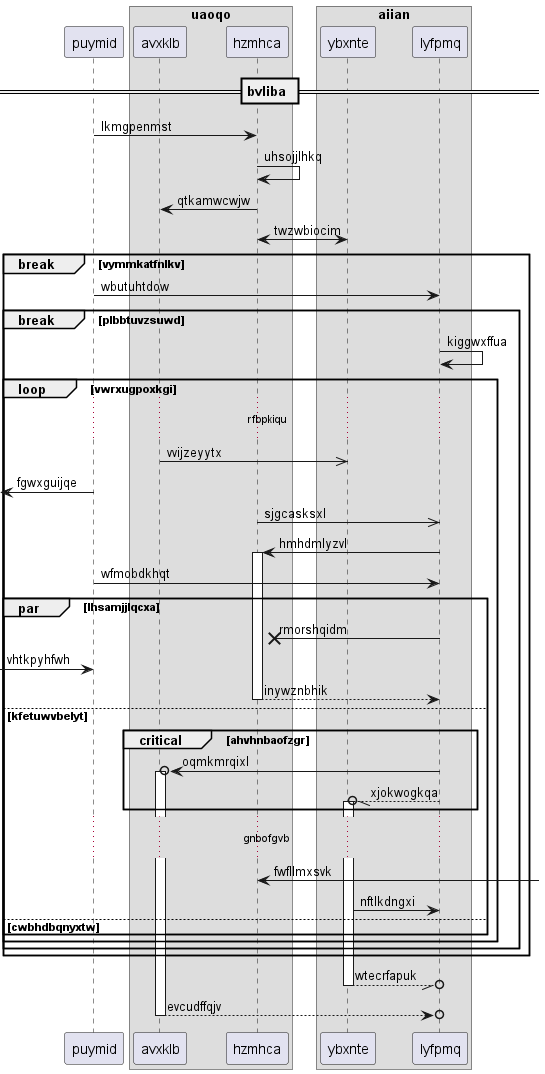 uaoqo aiian
puymid avxklb hzmhca ybxnte lyfpmq
bvliba
lkmgpenmst
uhsojjlhkq
qtkamwcwjw
twzwbiocim
break [vymmkatfnlkv]
wbutuhtdow
break [plbbtuvzsuwd]
kiggwxffua
loop [vwrxugpoxkgi]
rfbpkiqu
vvijzeyytx
fgwxguijqe
sjgcasksxl
hmhdmlyzvl
wfmobdkhqt
par [lhsamjjlqcxa]
rmorshqidm
vhtkpyhfwh
inywznbhik
[kfetuwvbelyt]
critical [ahvhnbaofzgr]
oqmkmrqixl
xjokwogkqa
gnbofgvb
fwfllmxsvk
nftlkdngxi
[cwbhdbqnyxtw]
wtecrfapuk
evcudffqjv
puymid avxklb hzmhca ybxnte lyfpmq